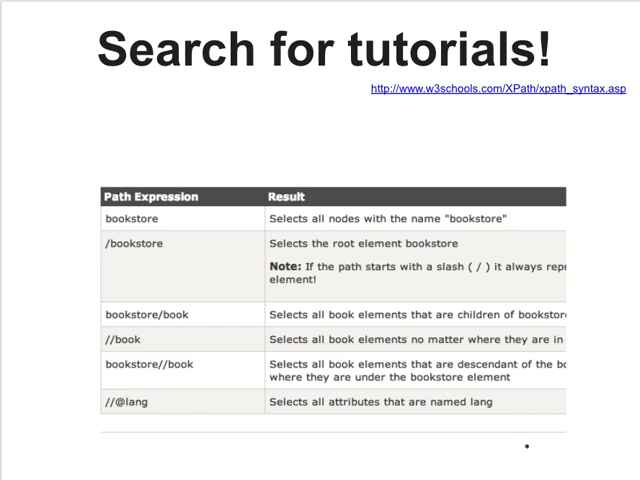 Search for tutorials!
http://www.w3schools.com/XPath/xpath_syntax.asp
Path Expression Result
bookstore Selects all nodes with the name "bookstore"
/bookstore Selects the root element bookstore
Note: If the path starts with a slash ( / ) it always
element!
bookstore/book Selects all book elements that are children of
//book Selects all book elements no matter where they are in
bookstore//book Selects all book elements that are descendant of the
where they are under the bookstore element
//@lang Selects all attributes that are named lang
*